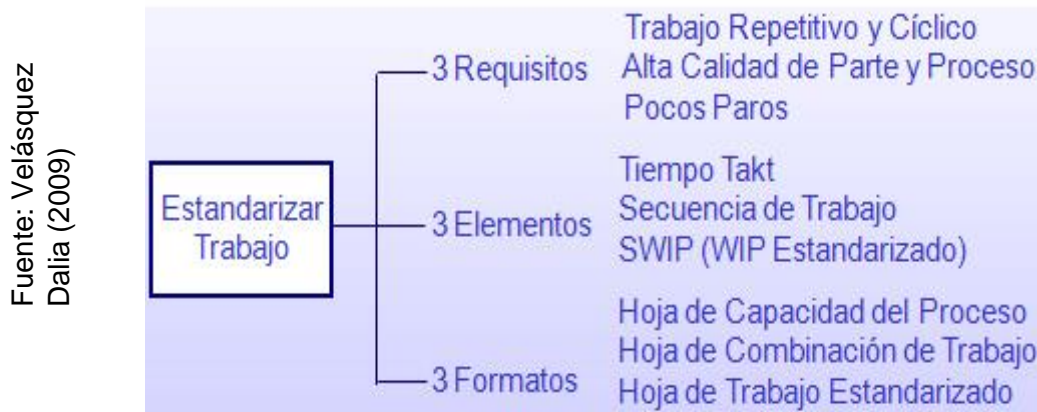 Fuente: Velásquez
Dalia (2009)
Estandarizar
Trabajo
3 Requisitos
Trabajo Repetitivo y Cíclico
Alta Calidad de Parte y Proceso
Pocos Paros
3 Elementos
Tiempo Takt
Secuencia de Trabajo
SWIP (WIP Estandarizado)
3 Formatos
Hoja de Capacidad del Proceso
Hoja de Combinación de Trabajo
Hoja de Trabajo Estandarizado